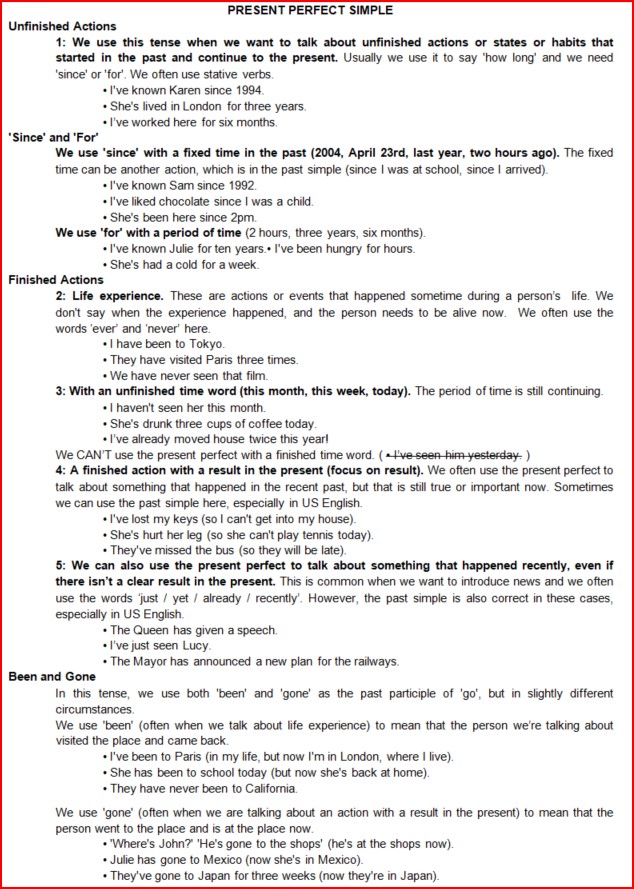 PRESENT PERFECT SIMPLE
Unfinished Actions
1: We use this tense when we want to talk about unfinished actions or states or habits that
started in the past and continue to the present. Usually we use it to say 'how long' and we need
'since' or 'for'. We often use stative verbs.
• I've known Karen since 1994.
• She's lived in London for three years.
• I've worked here for six months.
'Since' and 'For'
We use 'since' with a fixed time in the past (2004, April 23rd, last year, two hours ago). The fixed
time can be another action, which is in the past simple (since I was at school, since I arrived).
• I've known Sam since 1992.
• I've liked chocolate since I was a child.
• She's been here since 2pm.
We use 'for' with a period of time (2 hours, three years, six months).
• I've known Julie for ten years.• I've been hungry for hours.
• She's had a cold for a week.
Finished Actions
2: Life experience. These are actions or events that happened sometime during a person's life. We
don't say when the experience happened, and the person needs to be alive now. We often use the
words 'ever' and 'never' here.
• I have been to Tokyo.
• They have visited Paris three times.
• We have never seen that film.
3: With an unfinished time word (this month, this week, today). The period of time is still continuing.
• I haven't seen her this month.
• She's drunk three cups of coffee today.
• I've already moved house twice this year!
We CAN'T use the present perfect with a finished time word. ( • I've seen him yesterday. )
4: A finished action with a result in the present (focus on result). We often use the present perfect to
talk about something that happened in the recent past, but that is still true or important now. Sometimes
we can use the past simple here, especially in US English.
• I've lost my keys (so I can't get into my house).
• She's hurt her leg (so she can't play tennis today).
• They've missed the bus (so they will be late).
5: We can also use the present perfect to talk about something that happened recently, even if
there isn't a clear result in the present. This is common when we want to introduce news and we often
use the words 'just / yet / already / recently'. However, the past simple is also correct in these cases,
especially in US English.
• The Queen has given a speech.
• I've just seen Lucy.
• The Mayor has announced a new plan for the railways.
Been and Gone
In this tense, we use both 'been' and 'gone' as the past participle of 'go', but in slightly different
circumstances.
We use 'been' (often when we talk about life experience) to mean that the person we're talking about
visited the place and came back.
• I've been to Paris (in my life, but now I'm in London, where I live).
• She has been to school today (but now she's back at home).
• They have never been to California.
We use 'gone' (often when we are talking about an action with a result in the present) to mean that the
person went to the place and is at the place now.
• 'Where's John?' 'He's gone to the shops' (he's at the shops now).
• Julie has gone to Mexico (now she's in Mexico).
• They've gone to Japan for three weeks (now they're in Japan).